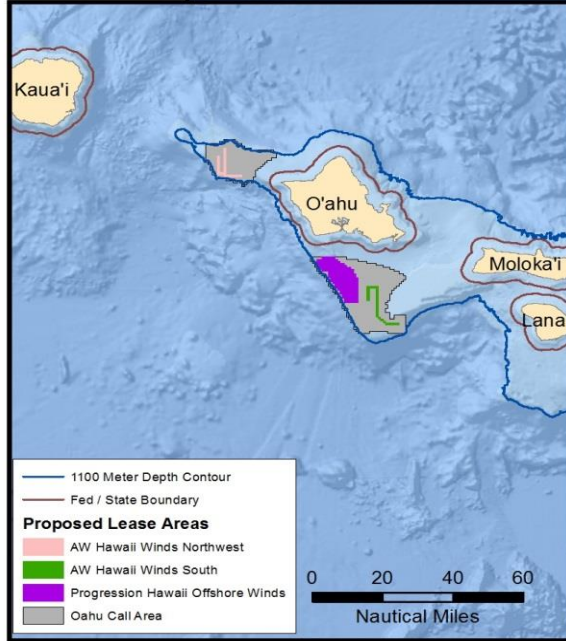 Kaua'i
O'ahu
Moloka'i
Lana
1100 Meter Depth Contour
Fed / State Boundary
Proposed Lease Areas
AW Hawaii Winds Northwest
AW Hawaii Winds South
Progression Hawaii Offshore Winds
Oahu Call Area
0 20 40 60
Nautical Miles